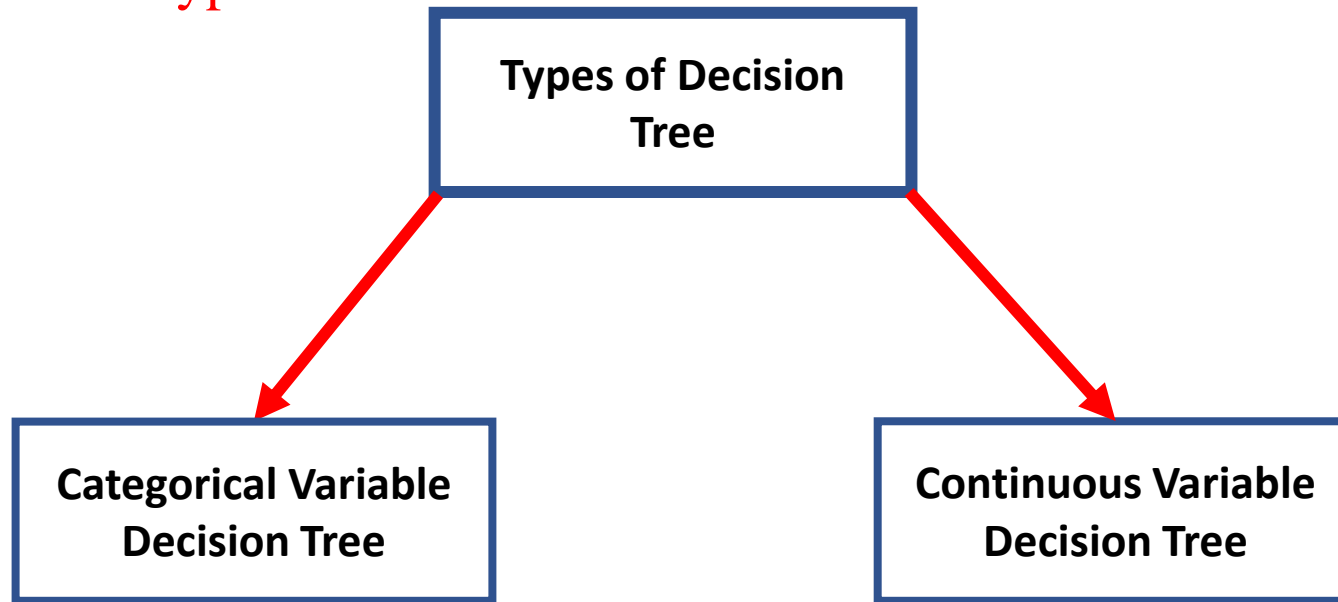 Types of Decision
Tree
Categorical Variable
Decision Tree
Continuous Variable
Decision Tree